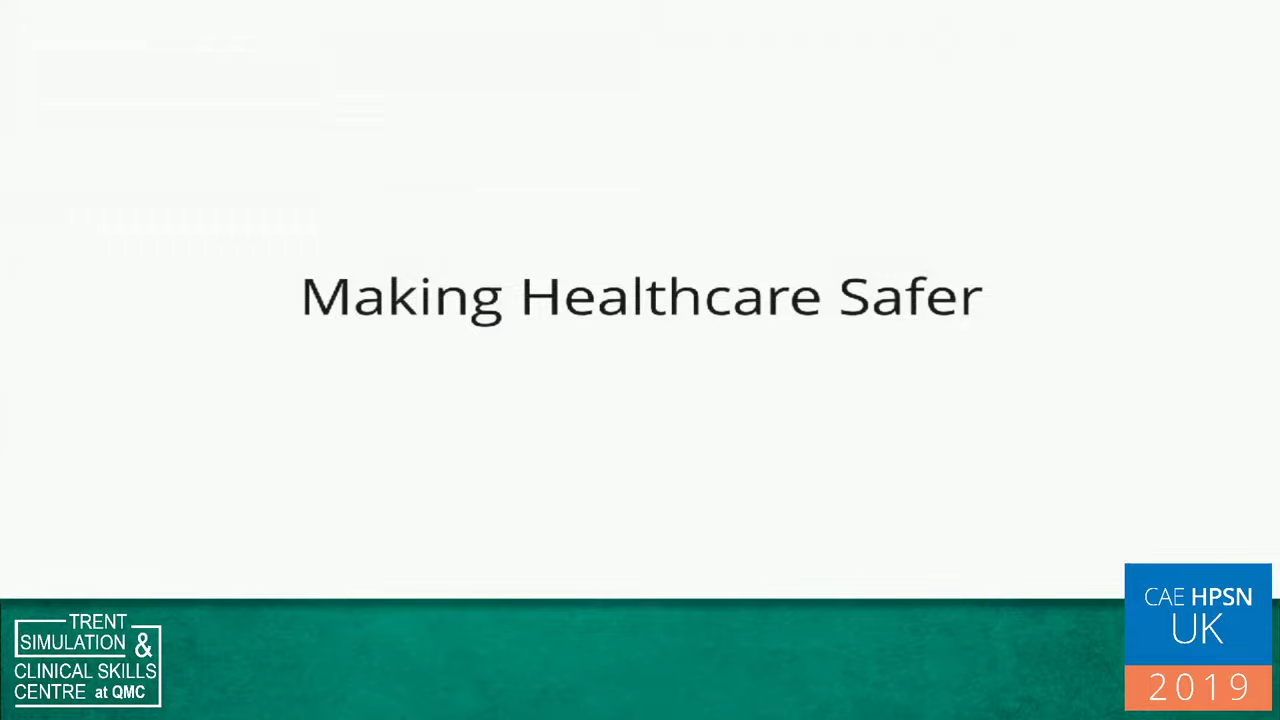 Making Healthcare Safer
TRENT
SIMULATION &
CLINICAL SKILLS
CENTRE at QMC
CAE HPSN
UK
2019